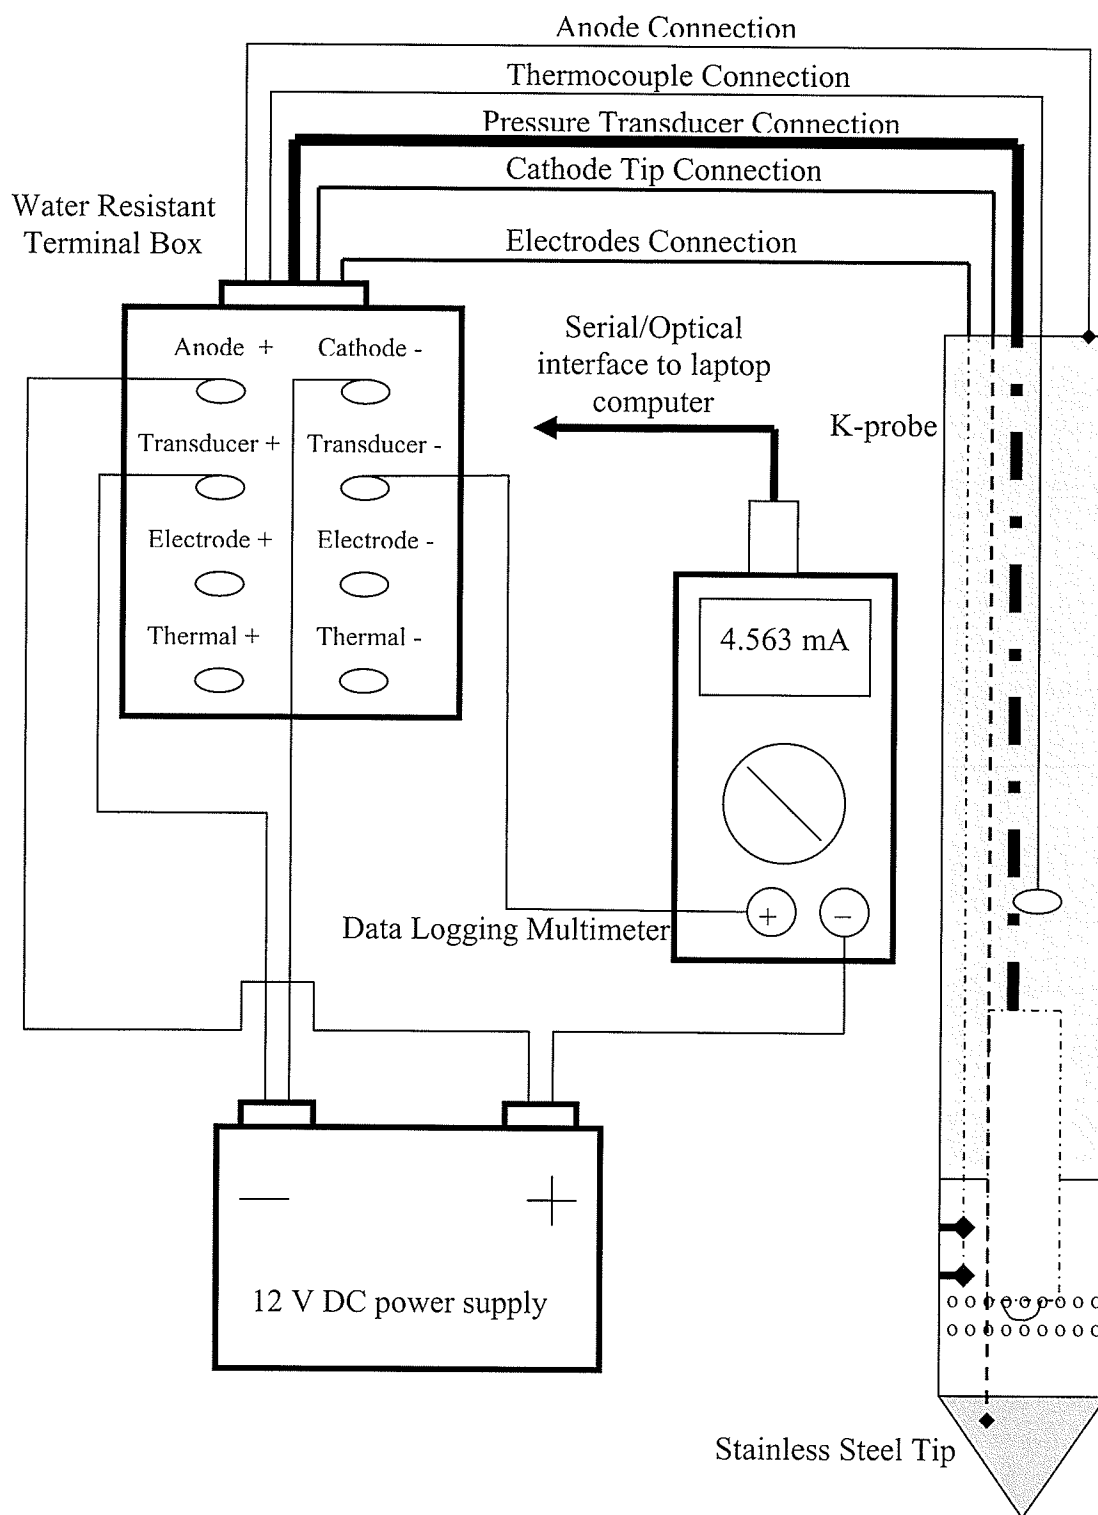 Anode Connection
Thermocouple Connection
Pressure Transducer Connection
Cathode Tip Connection
Water Resistant
Terminal Box
Electrodes Connection
Anode + Cathode -
Transducer + Transducer -
Electrode + Electrode -
Thermal + Thermal -
Serial/Optical
interface to laptop
computer
K-probe
4.563 mA
+ −
Data Logging Multimeter
− +
12 V DC power supply
Stainless Steel Tip